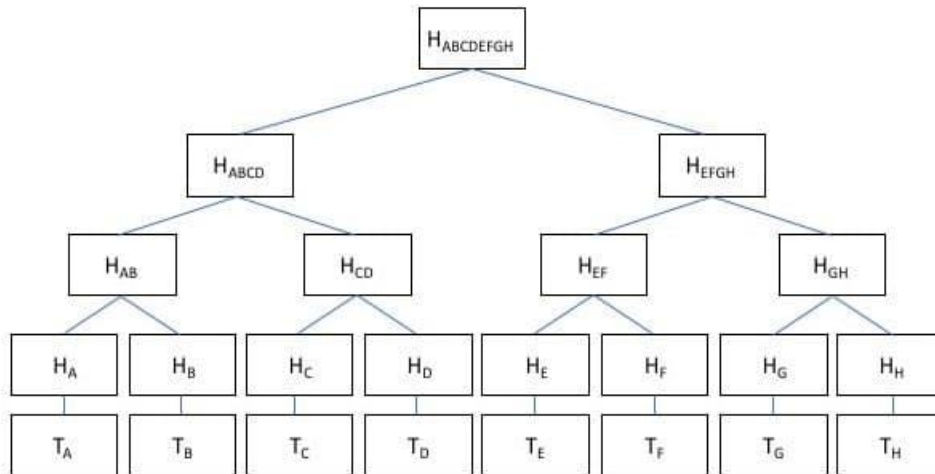 H_ABCDEFGH
H_ABCD H_EFGH
H_AB H_CD H_EF H_GH
H_A H_B H_C H_D H_E H_F H_G H_H
T_A T_B T_C T_D T_E T_F T_G T_H